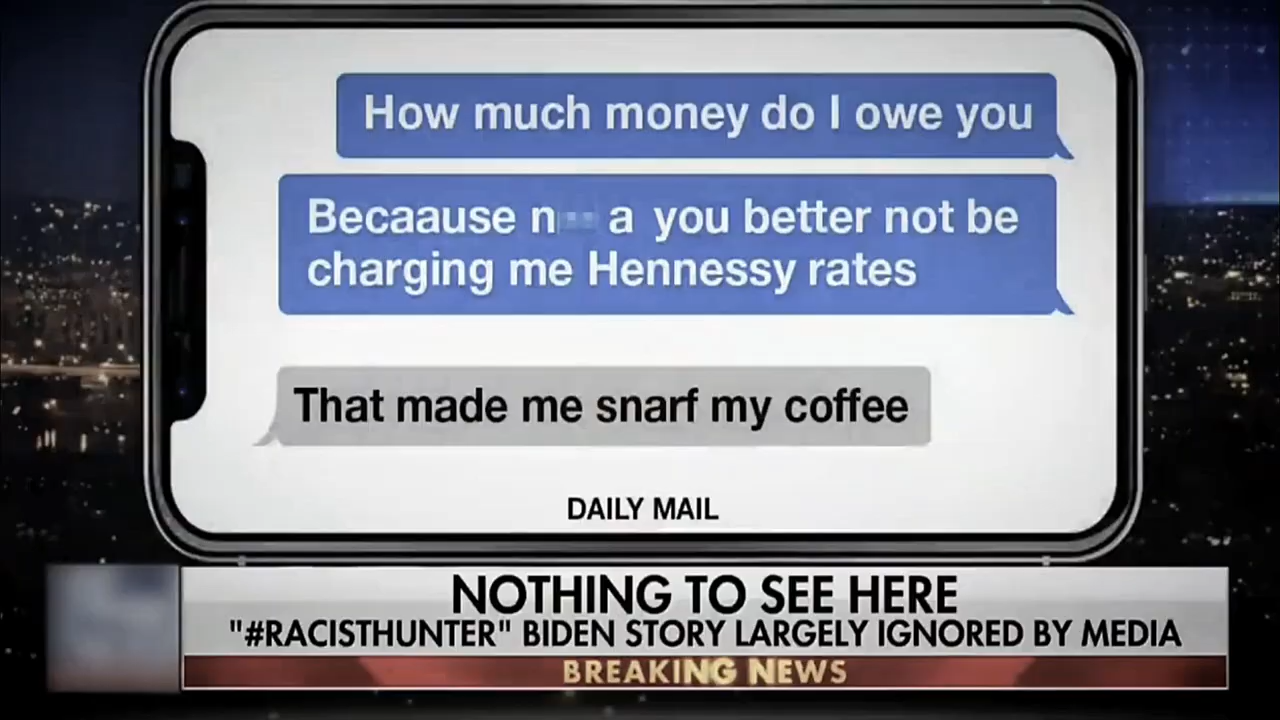 How much money do I owe you
Becaause n a you better not be
charging me Hennessy rates
That made me snarf my coffee
DAILY MAIL
NOTHING TO SEE HERE
"#RACISTHUNTER" BIDEN STORY LARGELY IGNORED BY MEDIA
BREAKING NEWS